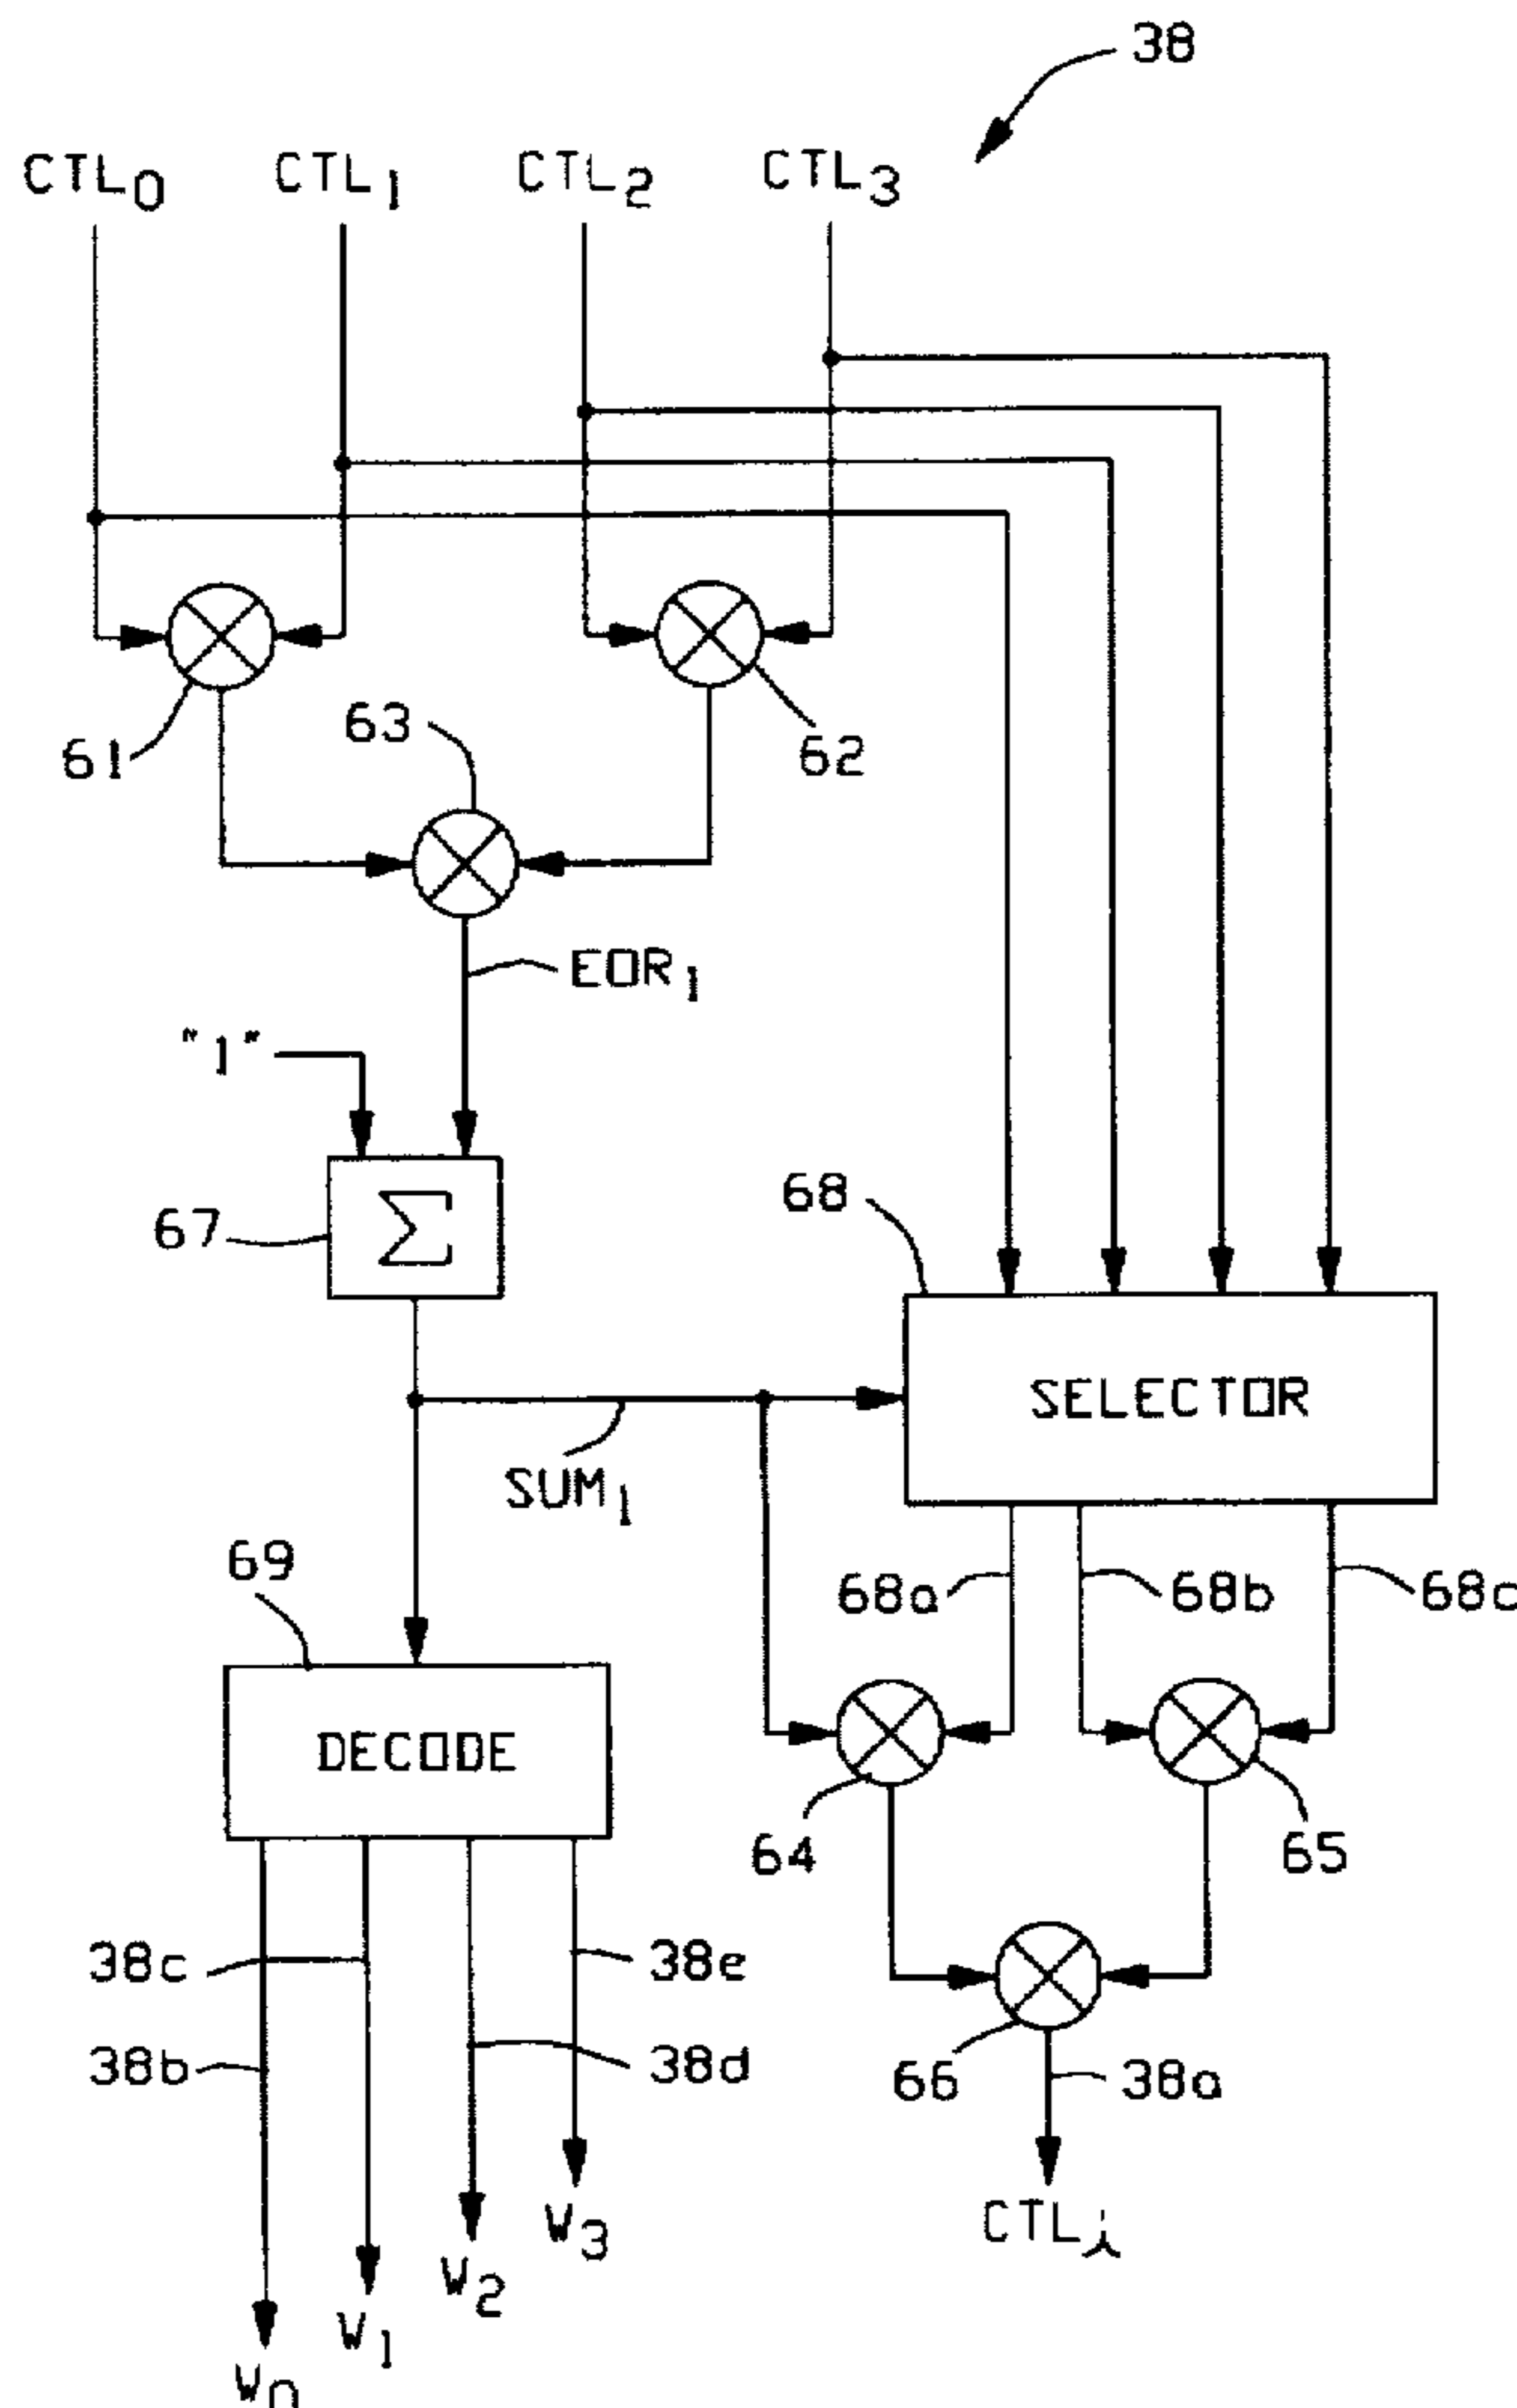 38
CTL0 CTL1 CTL2 CTL3
61
63
62
EOR1
"1"
67
Σ
68
SELECTOR
SUM1
69
68a 68b 68c
DECODE
64
65
38c
38e
38b
38d
66
38a
W3
CTLi
W2
W1
W0